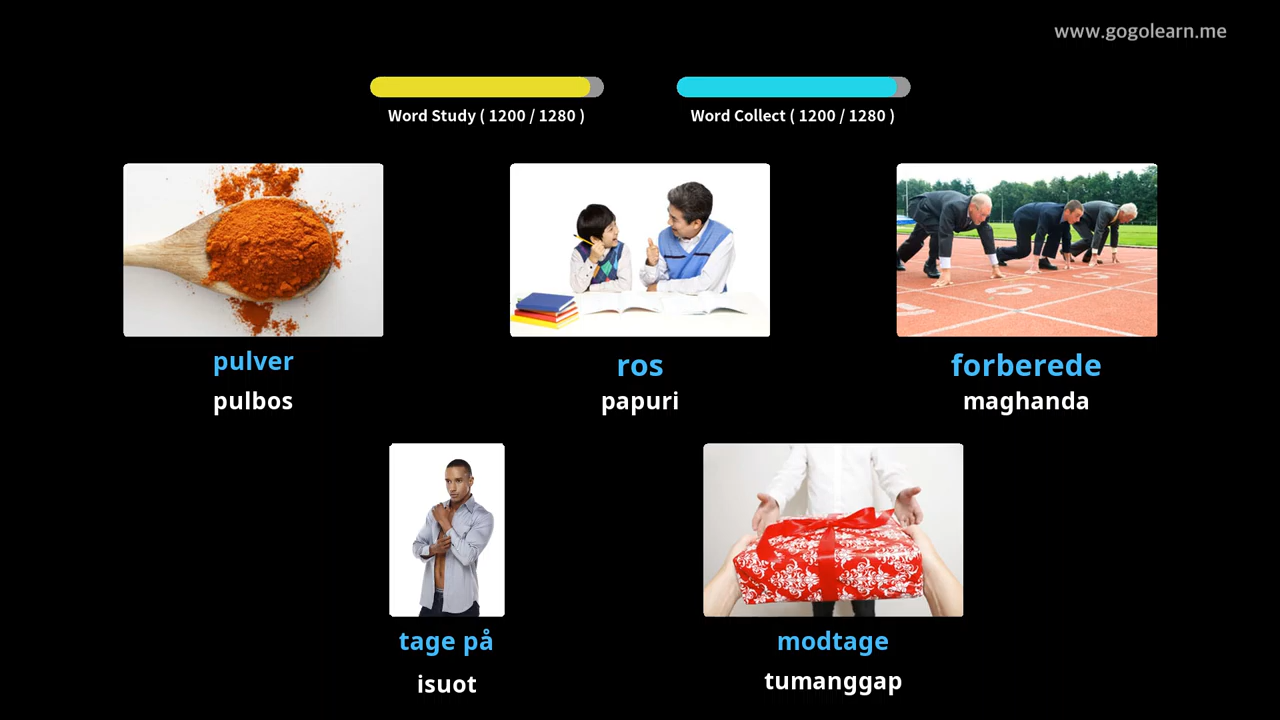 www.gogolearn.me
Word Study ( 1200 / 1280 )
Word Collect ( 1200 / 1280 )
pulver
pulbos
ros
papuri
forberede
maghanda
tage på
isuot
modtage
tumanggap